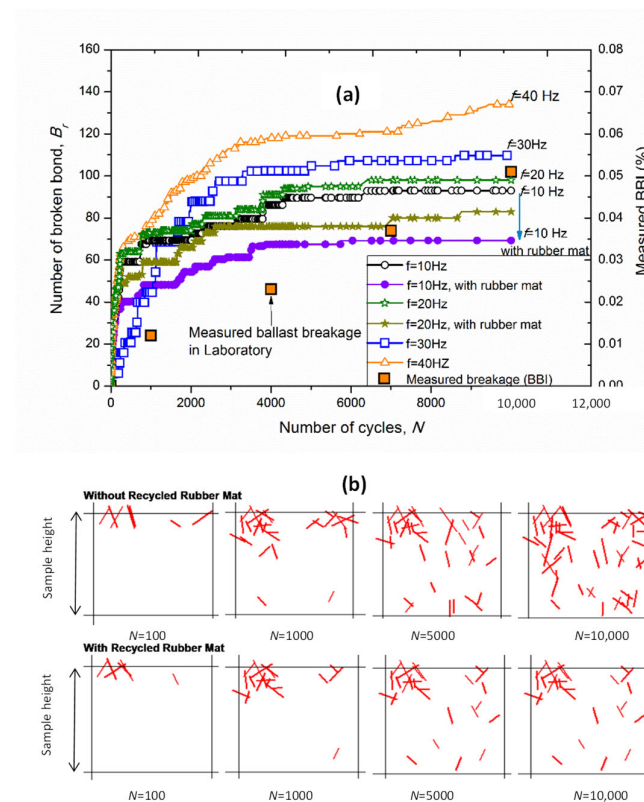 (a)
160
140
120
100
80
60
40
20
0
Number of broken bond, Br
0.08
0.07
0.06
0.05
0.04
0.03
0.02
0.01
0.00
Measured BBI (%)
f=40 Hz
f=30Hz
f=20 Hz
f=10 Hz
f=10 Hz
with rubber mat
Measured ballast breakage
in Laboratory
f=10Hz
f=10Hz, with rubber mat
f=20Hz
f=20Hz, with rubber mat
f=30Hz
f=40HZ
Measured breakage (BBI)
0 2000 4000 6000 8000 10,000 12,000
Number of cycles, N
(b)
Without Recycled Rubber Mat
Sample height
N=100 N=1000 N=5000 N=10,000
With Recycled Rubber Mat
Sample height
N=100 N=1000 N=5000 N=10,000